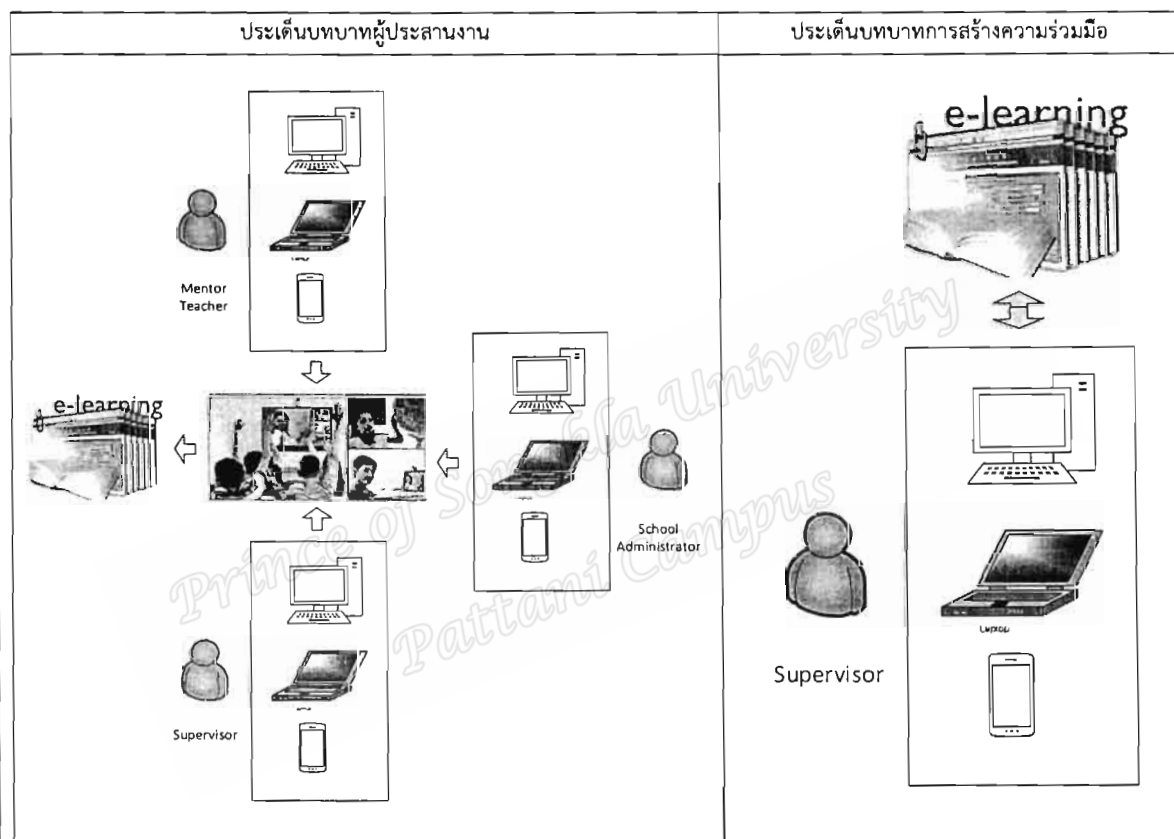 ประเด็นบทบาทผู้ประสานงาน
ประเด็นบทบาทการสร้างความร่วมมือ
Mentor
Teacher
e-learning
School
Administrator
Supervisor
e-learning
Laptop
Supervisor
Prince of Songkla University
Pattani Campus